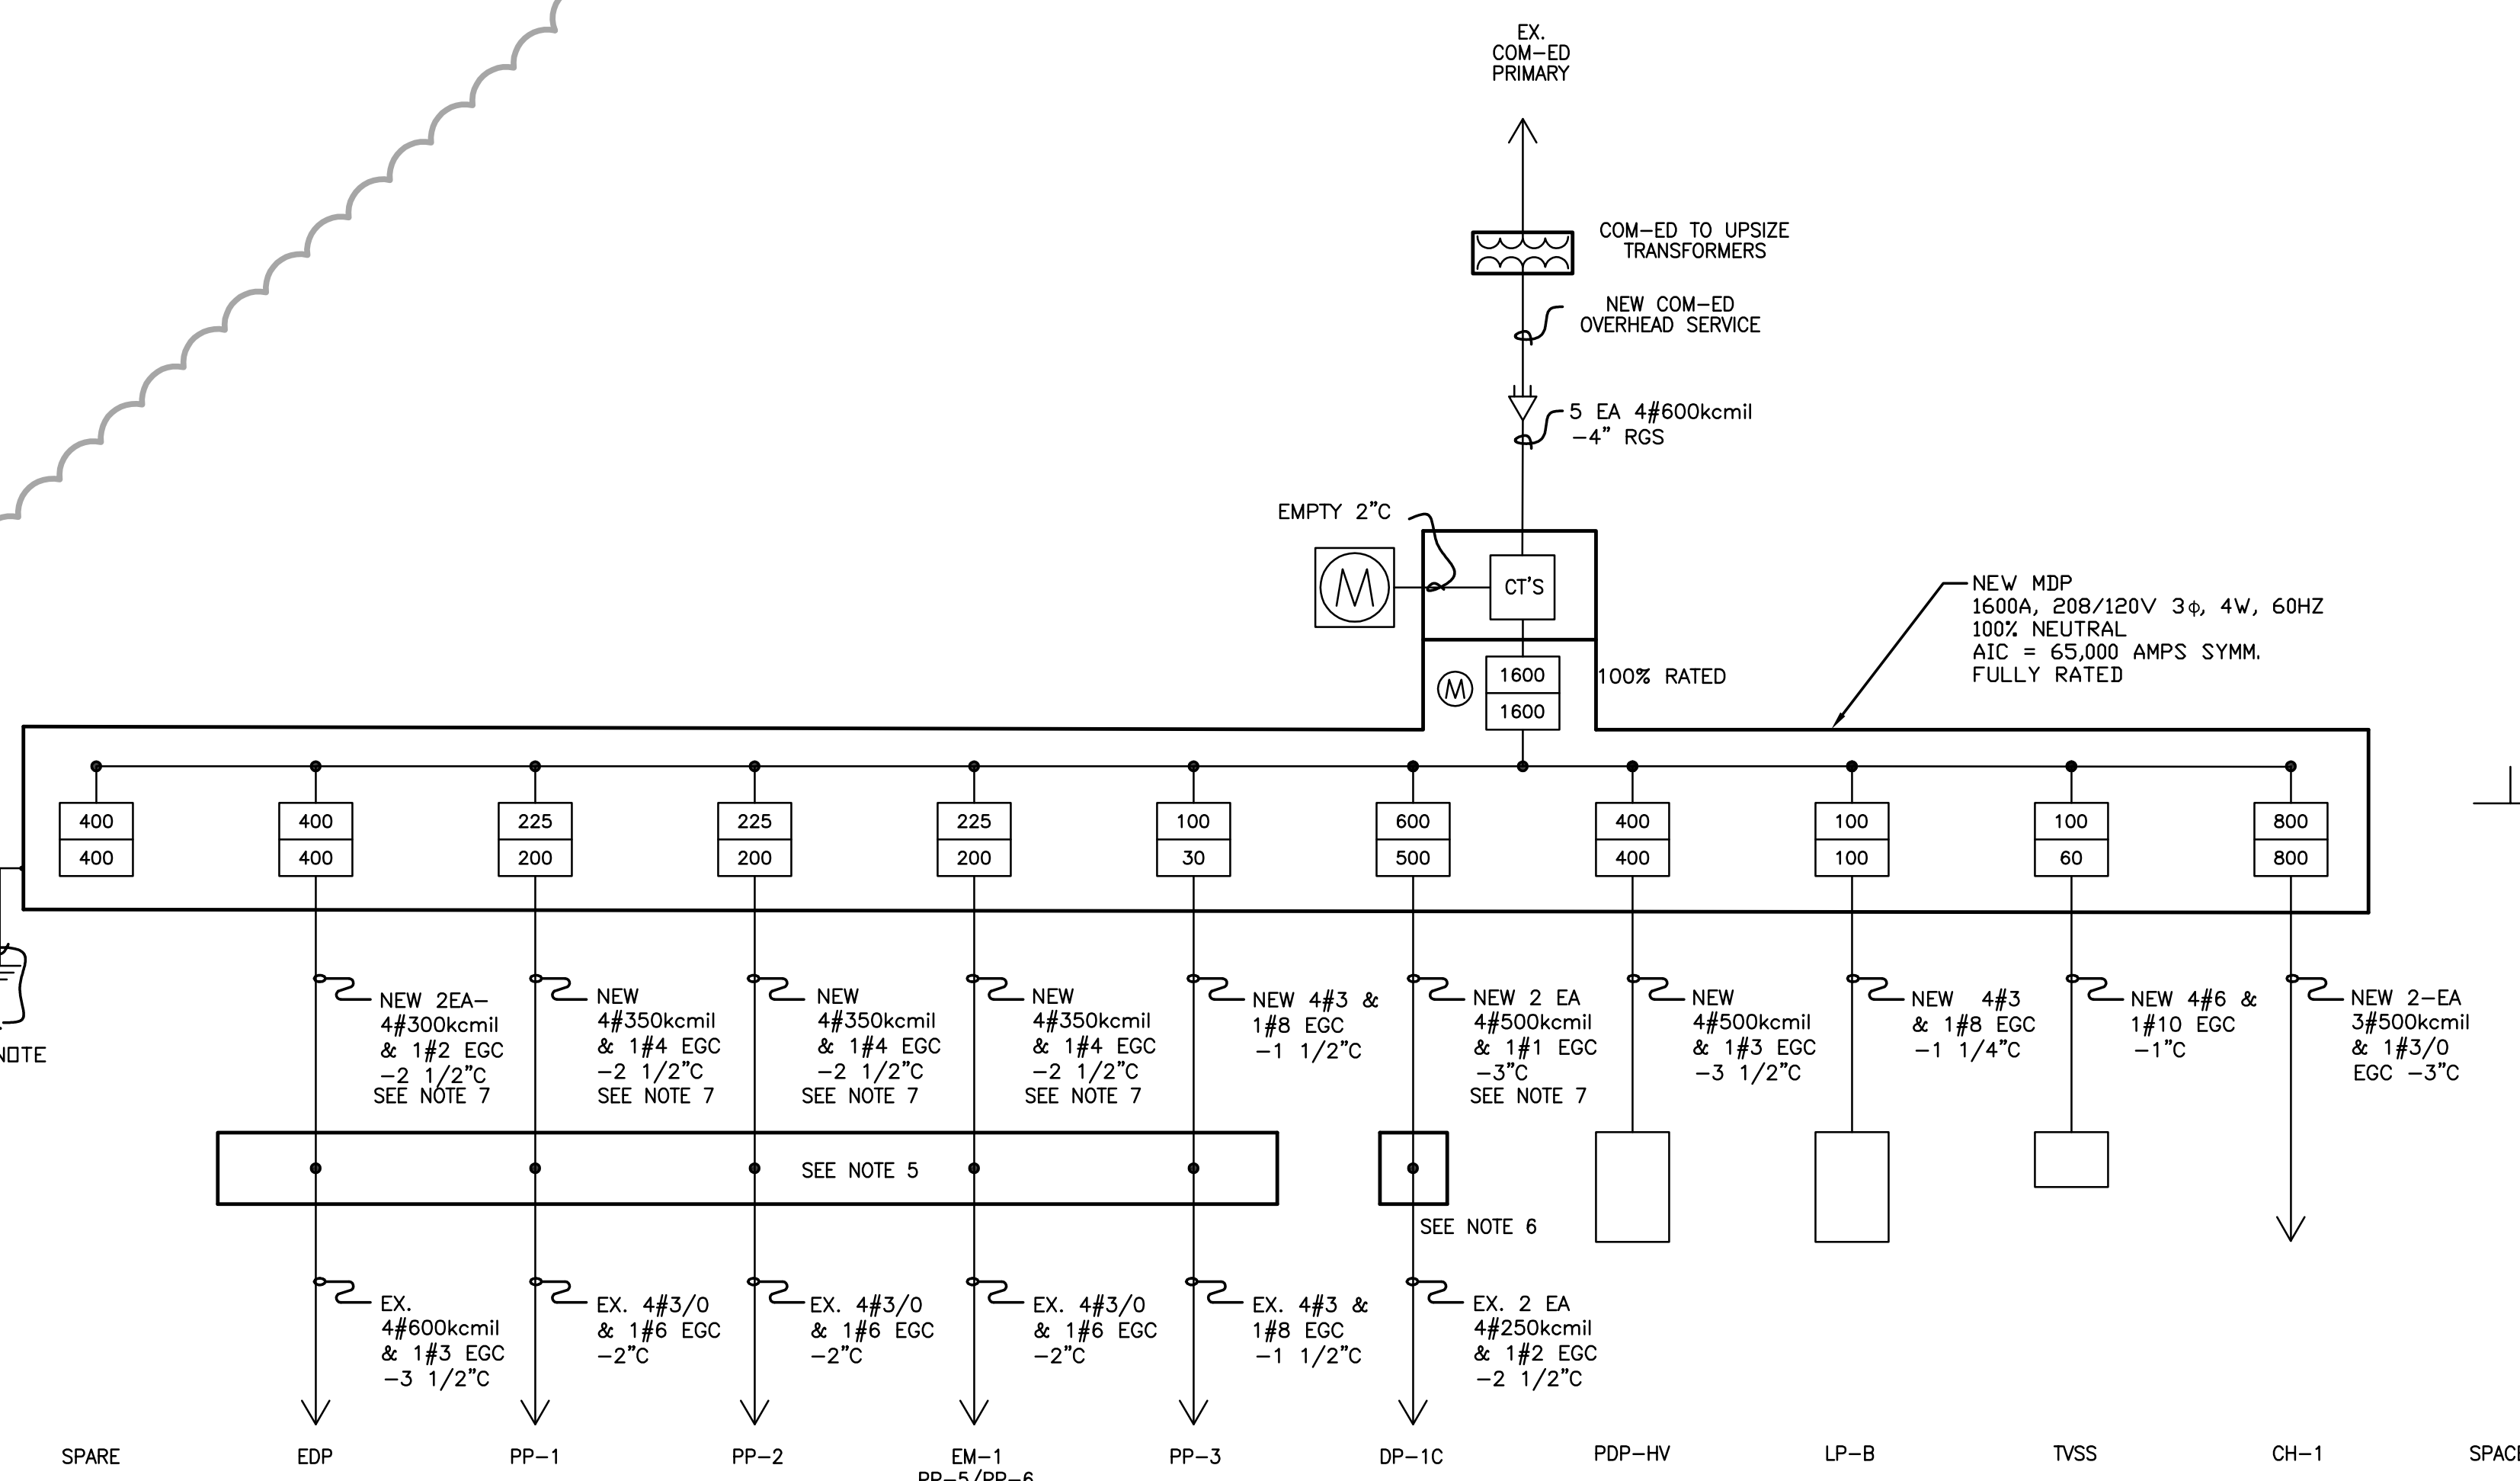 EX.
COM-ED
PRIMARY
COM-ED TO UPSIZE
TRANSFORMERS
NEW COM-ED
OVERHEAD SERVICE
5 EA 4#600kcmil
-4" RGS
EMPTY 2"C
M
CT'S
NEW MDP
1600A, 208/120V 3ϕ, 4W, 60HZ
100% NEUTRAL
AIC = 65,000 AMPS SYMM.
FULLY RATED
M
1600
1600
100% RATED
400
400
400
400
225
200
225
200
225
200
100
30
600
500
400
400
100
100
100
60
800
800
NOTE
NEW 2EA-
4#300kcmil
& 1#2 EGC
-2 1/2"C
SEE NOTE 7
NEW
4#350kcmil
& 1#4 EGC
-2 1/2"C
SEE NOTE 7
NEW
4#350kcmil
& 1#4 EGC
-2 1/2"C
SEE NOTE 7
NEW
4#350kcmil
& 1#4 EGC
-2 1/2"C
SEE NOTE 7
NEW 4#3 &
1#8 EGC
-1 1/2"C
NEW 2 EA
4#500kcmil
& 1#1 EGC
-3"C
SEE NOTE 7
NEW
4#500kcmil
& 1#3 EGC
-3 1/2"C
NEW 4#3
& 1#8 EGC
-1 1/4"C
NEW 4#6 &
1#10 EGC
-1"C
NEW 2-EA
3#500kcmil
& 1#3/0
EGC -3"C
SEE NOTE 5
SEE NOTE 6
EX.
4#600kcmil
& 1#3 EGC
-3 1/2"C
EX. 4#3/0
& 1#6 EGC
-2"C
EX. 4#3/0
& 1#6 EGC
-2"C
EX. 4#3/0
& 1#6 EGC
-2"C
EX. 4#3 &
1#8 EGC
-1 1/2"C
EX. 2 EA
4#250kcmil
& 1#2 EGC
-2 1/2"C
SPARE
EDP
PP-1
PP-2
EM-1
PP-5/PP-6
PP-3
DP-1C
PDP-HV
LP-B
TVSS
CH-1
SPACE